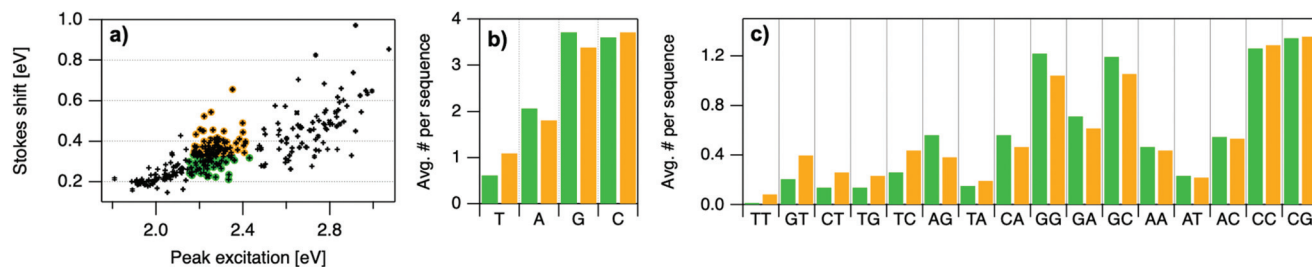 a)
Stokes shift [eV]
1.0
0.8
0.6
0.4
0.2
2.0 2.4 2.8
Peak excitation [eV]
b)
Avg. # per sequence
4
3
2
1
0
T A G C
c)
Avg. # per sequence
1.2
0.8
0.4
0.0
TT GT CT TG TC AG TA CA GG GA GC AA AT AC CC CG